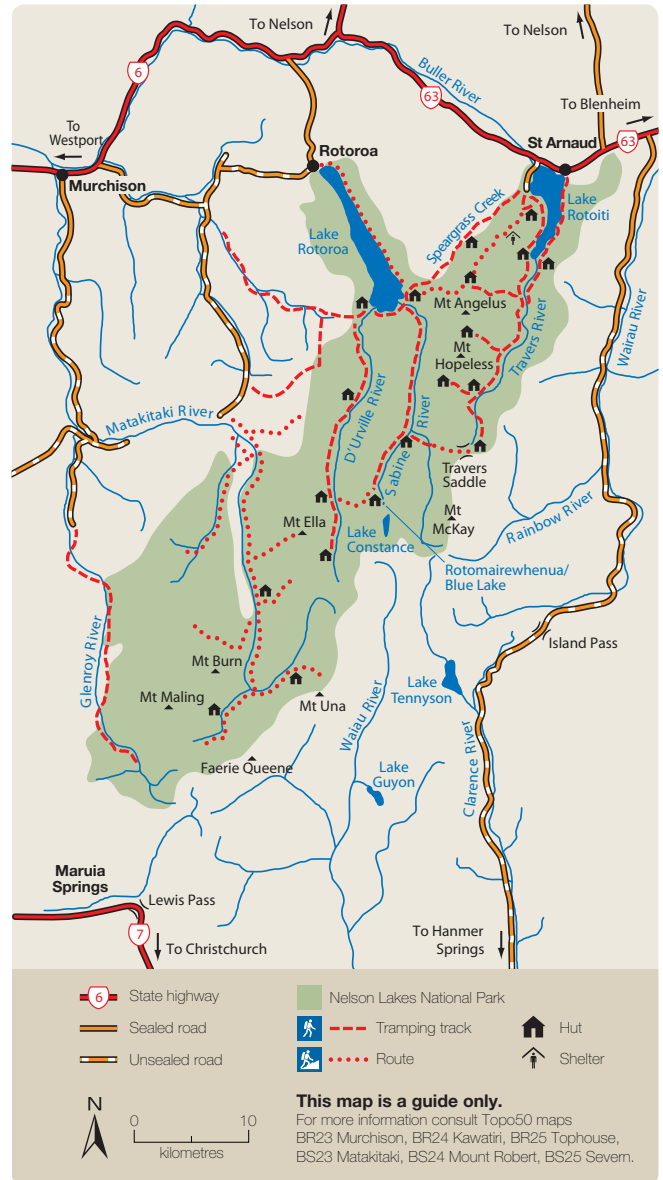 To Nelson
To Nelson
6
Buller River
63
To Blenheim
To
Westport
St Arnaud
63
Rotoroa
Murchison
Lake
Rotoroa
Speargrass Creek
Lake
Rotoiti
Mt Angelus
Mt
Hopeless
Travers River
Wairau River
Matakitaki River
D'Urville River
Sabine
River
Travers
Saddle
Mt Ella
Mt
McKay
Lake
Constance
Rainbow River
Rotomairewhenua/
Blue Lake
Glenroy River
Island Pass
Mt Burn
Mt Maling
Mt Una
Lake
Tennyson
Waiau River
Clarence River
Faerie Queene
Lake
Guyon
Maruia
Springs
Lewis Pass
7
To Christchurch
To Hanmer
Springs
6 State highway
Sealed road
Unsealed road
Nelson Lakes National Park
Tramping track
Route
Hut
Shelter
N
0 10
kilometres
This map is a guide only.
For more information consult Topo50 maps
BR23 Murchison, BR24 Kawatiri, BR25 Tophouse,
BS23 Matakitaki, BS24 Mount Robert, BS25 Severn.